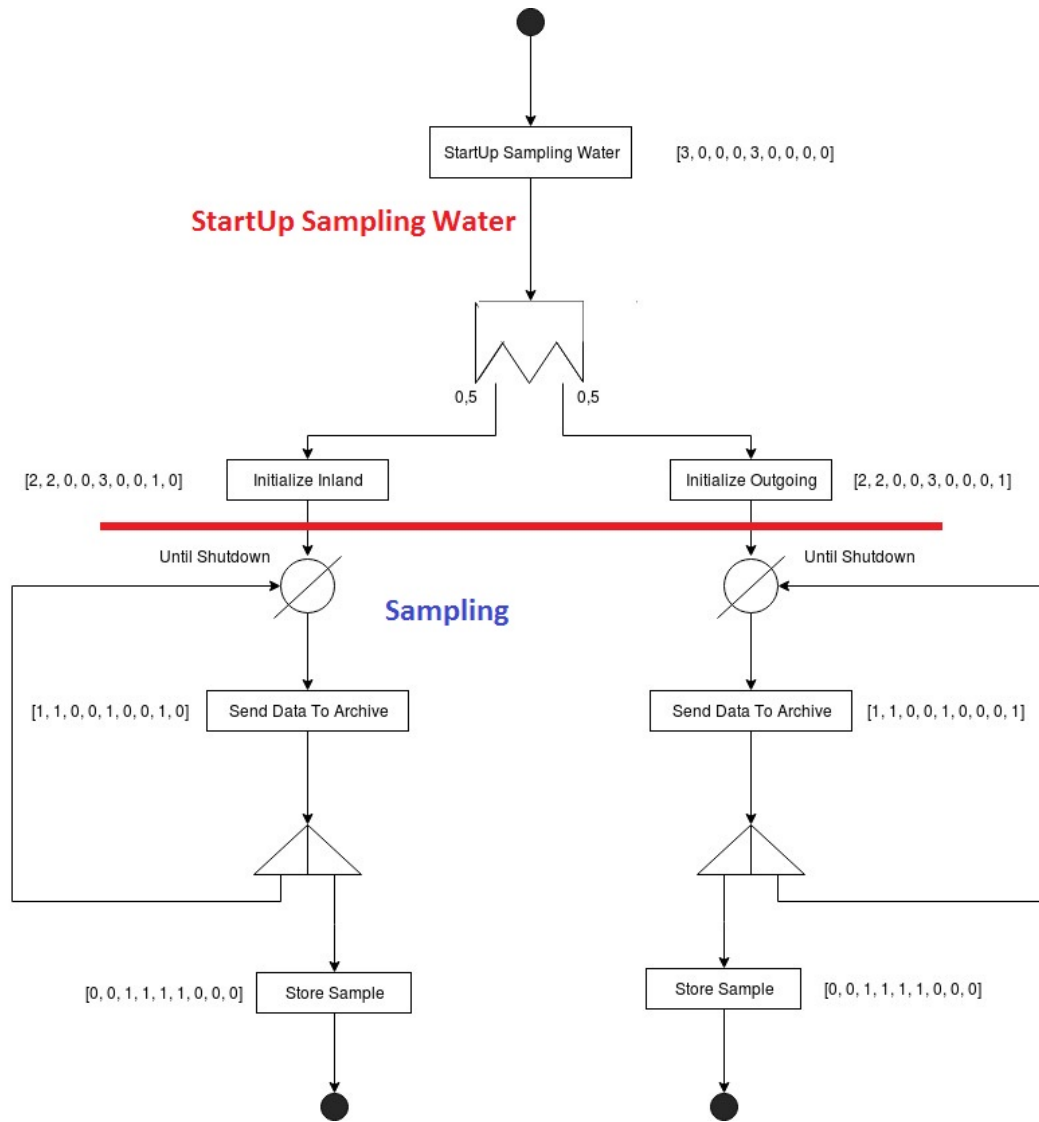 StartUp Sampling Water
[3, 0, 0, 0, 3, 0, 0, 0, 0]
StartUp Sampling Water
0,5
0,5
[2, 2, 0, 0, 3, 0, 0, 1, 0]
Initialize Inland
Initialize Outgoing
[2, 2, 0, 0, 3, 0, 0, 0, 1]
Until Shutdown
Until Shutdown
Sampling
[1, 1, 0, 0, 1, 0, 0, 1, 0]
Send Data To Archive
Send Data To Archive
[1, 1, 0, 0, 1, 0, 0, 0, 1]
[0, 0, 1, 1, 1, 1, 0, 0, 0]
Store Sample
Store Sample
[0, 0, 1, 1, 1, 1, 0, 0, 0]